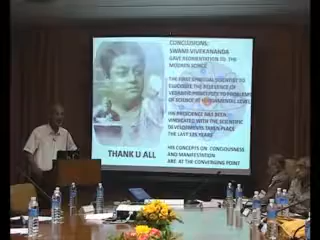 CONCLUSIONS:
SWAMI VIVEKANANDA
GAVE REORIENTATION TO THE
MODERN SCIENCE
THE FIRST SPIRITUAL SCIENTIST TO
ELUCIDATE THE RELEVENCE OF
VEDANTIC PRINCIPLES TO PROBLEMS
OF SCIENCE AT FUNDAMENTAL LEVEL
HIS PRESCIENCE HAS BEEN
VINDICATED WITH THE SCIENTIFIC
DEVELOPMENTS TAKEN PLACE
THE LAST 125 YEARS
HIS CONCEPTS ON CONSCIOUSNESS
AND MANIFESTATION
ARE AT THE CONVERGING POINT
THANK U ALL